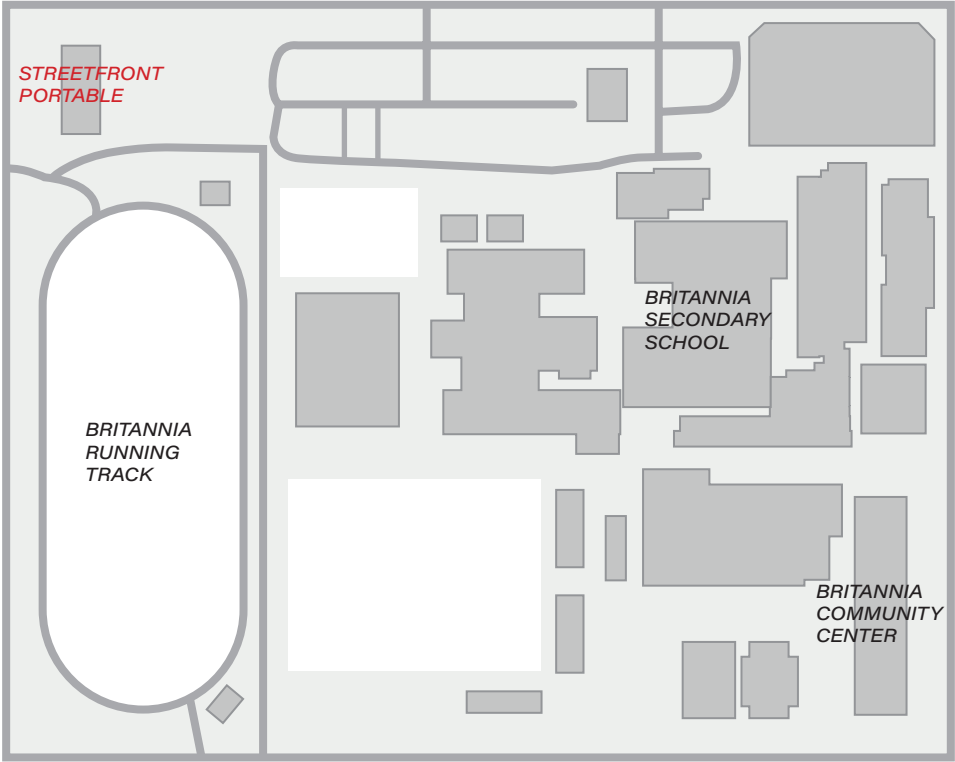 STREETFRONT
PORTABLE
BRITANNIA
SECONDARY
SCHOOL
BRITANNIA
RUNNING
TRACK
BRITANNIA
COMMUNITY
CENTER